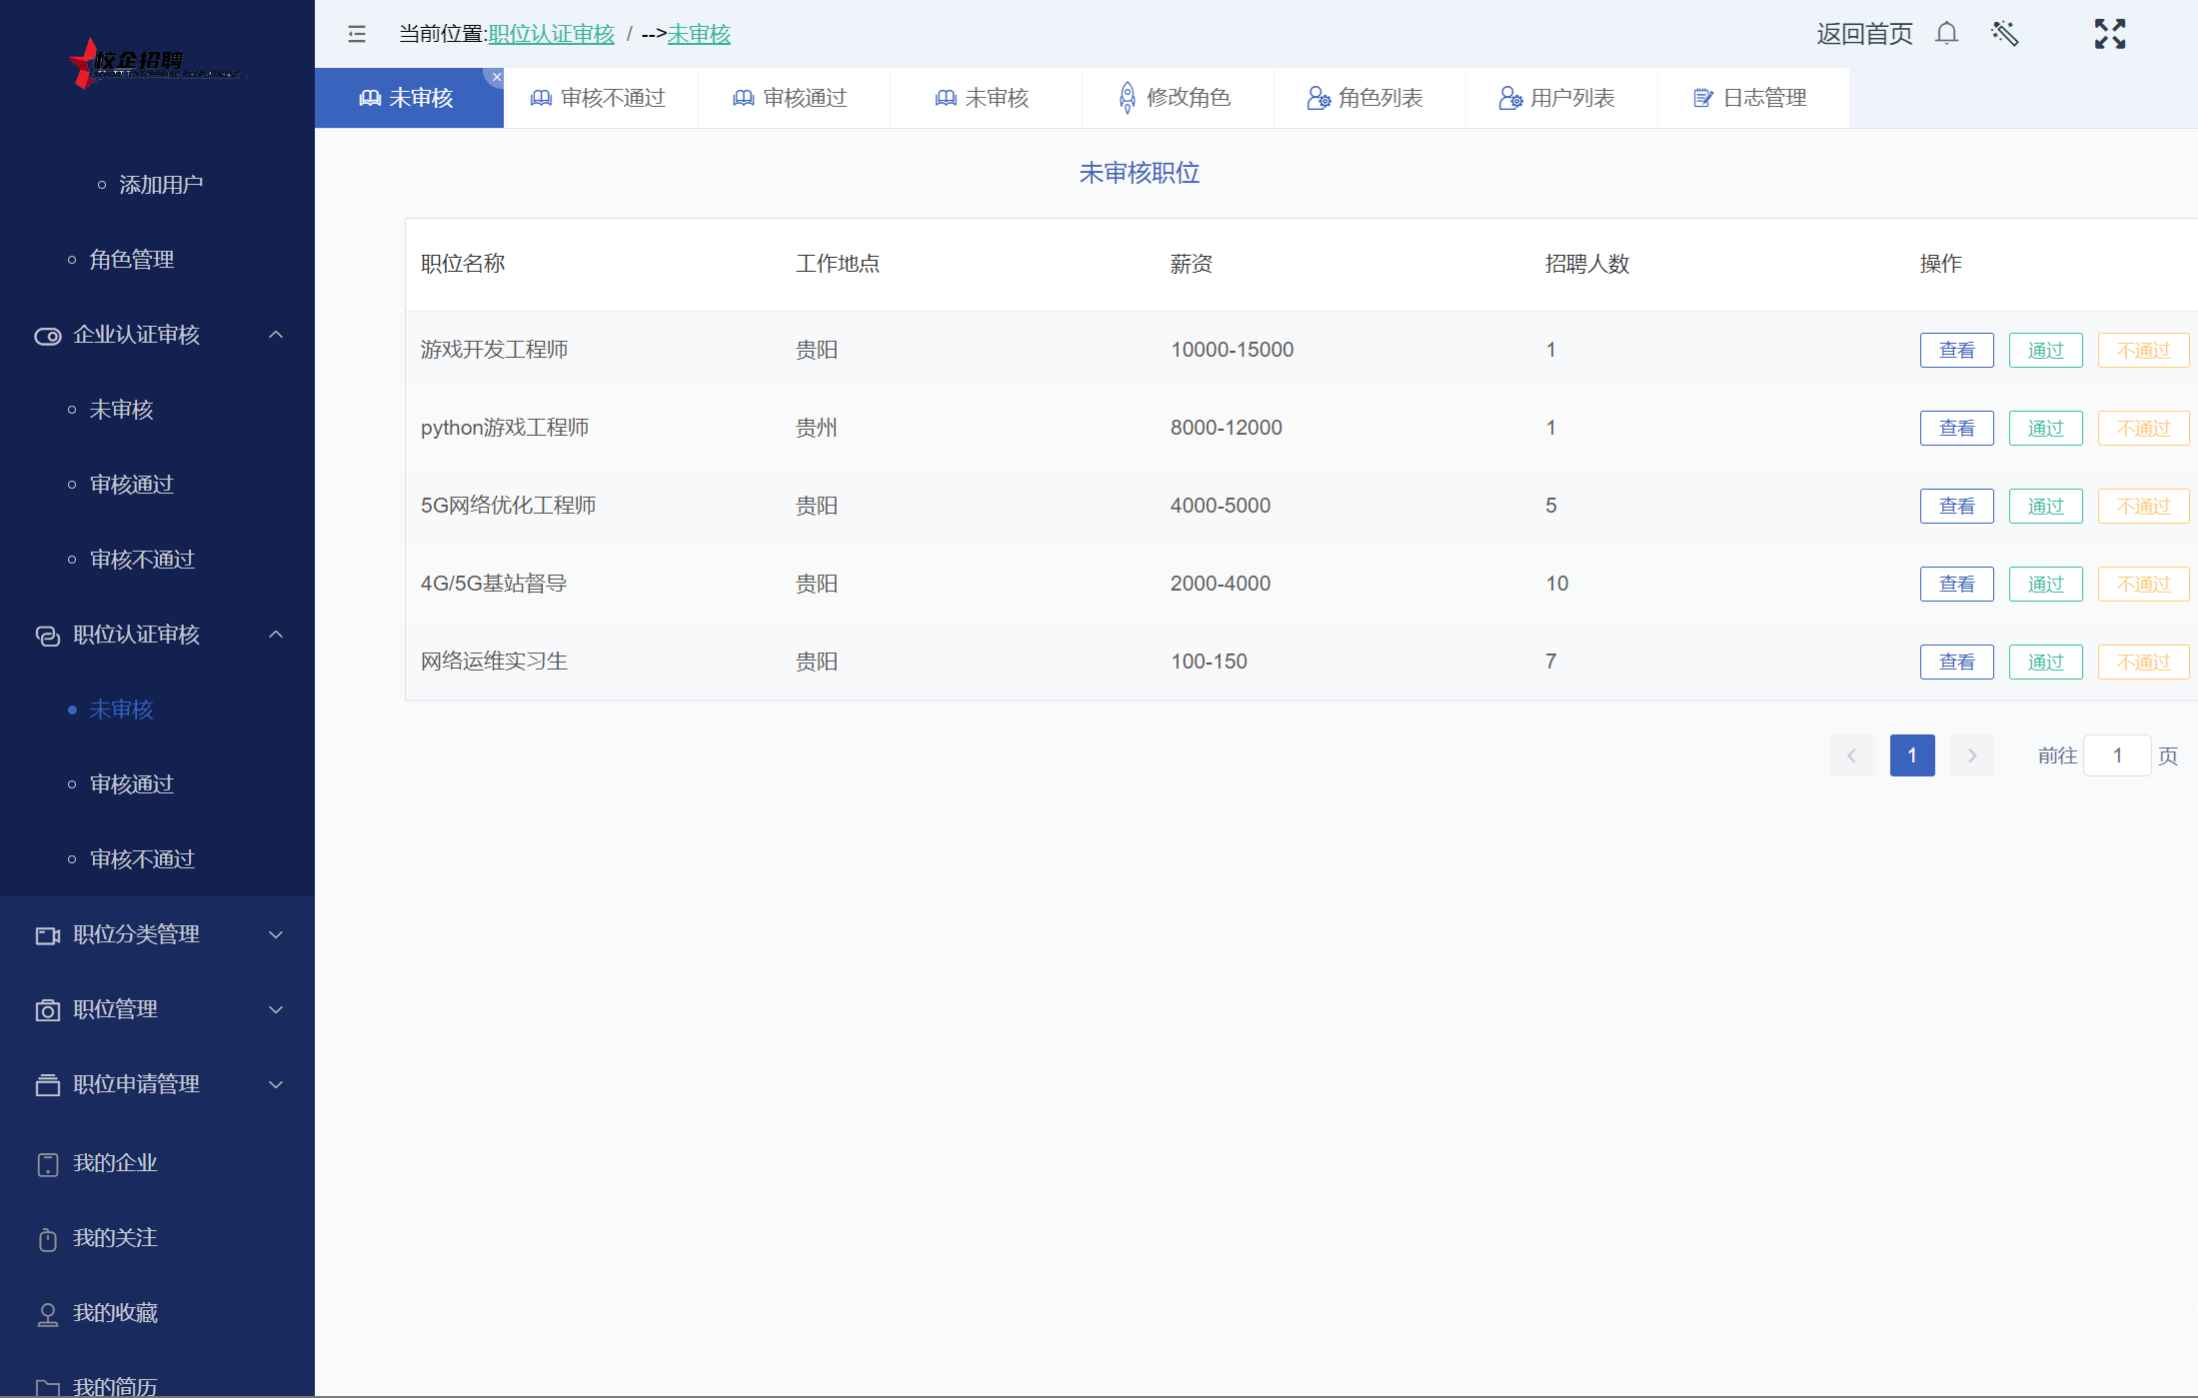 校企招聘
当前位置:职位认证审核 / -->未审核
返回首页
未审核
审核不通过
审核通过
未审核
修改角色
角色列表
用户列表
日志管理
添加用户
角色管理
企业认证审核
未审核
审核通过
审核不通过
职位认证审核
未审核
审核通过
审核不通过
职位分类管理
职位管理
职位申请管理
我的企业
我的关注
我的收藏
我的简历
未审核职位
职位名称 工作地点 薪资 招聘人数 操作
游戏开发工程师 贵阳 10000-15000 1 查看 通过 不通过
python游戏工程师 贵州 8000-12000 1 查看 通过 不通过
5G网络优化工程师 贵阳 4000-5000 5 查看 通过 不通过
4G/5G基站督导 贵阳 2000-4000 10 查看 通过 不通过
网络运维实习生 贵阳 100-150 7 查看 通过 不通过
1 前往 1 页